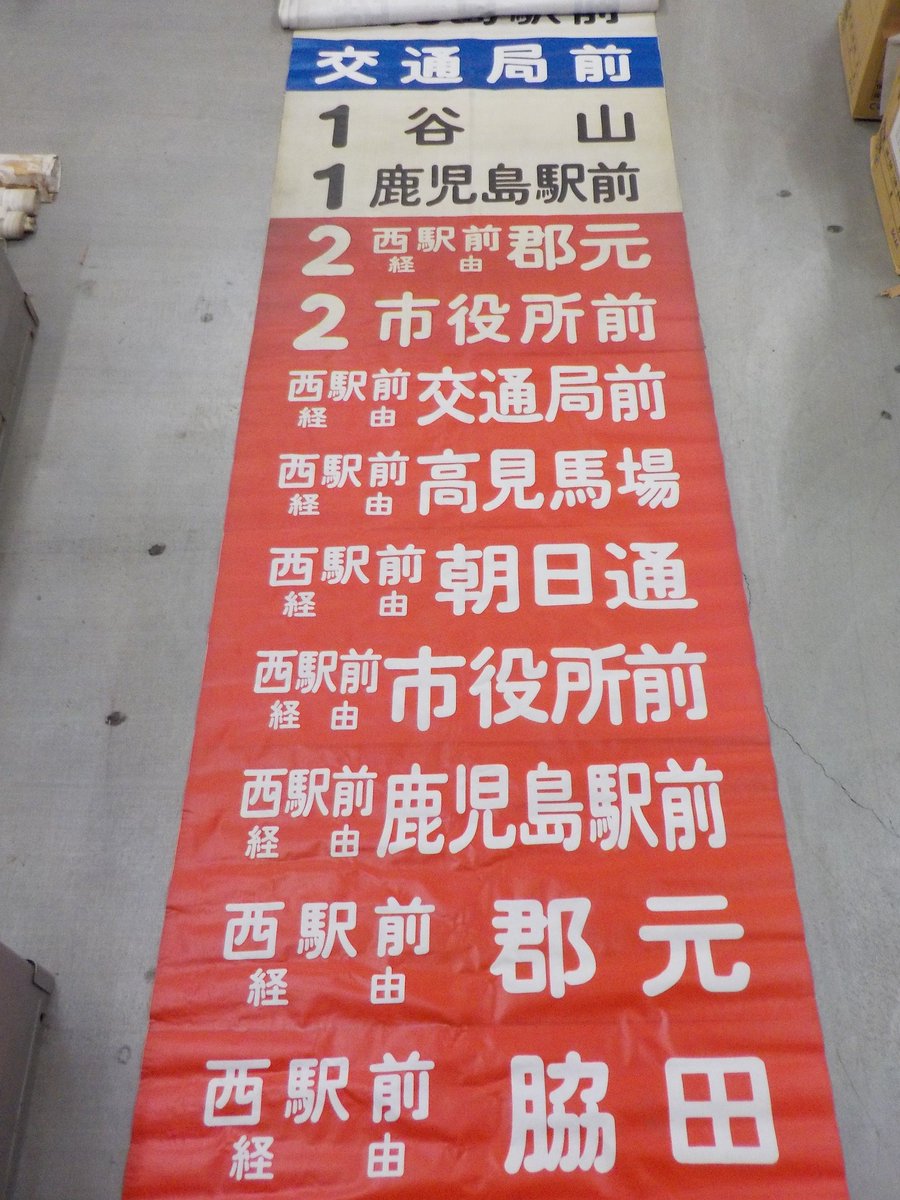 島駅前
交通局前
1 谷山
1 鹿児島駅前
2 西駅前経由 郡元
2 市役所前
西駅前経由 交通局前
西駅前経由 高見馬場
西駅前経由 朝日通
西駅前経由 市役所前
西駅前経由 鹿児島駅前
西駅前経由 郡元
西駅前経由 脇田